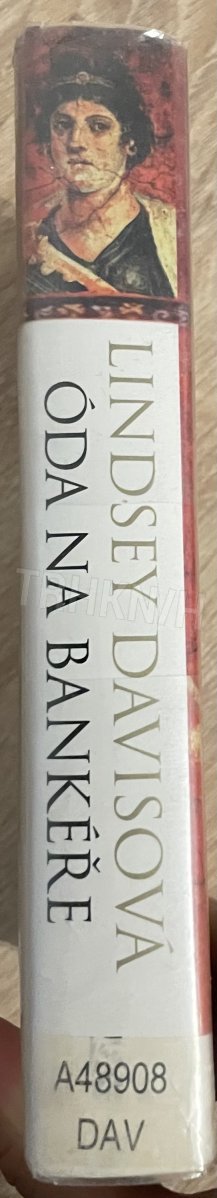 LINDSEY DAVISOVÁ
ÓDA NA BANKÉŘE
A48908
DAV